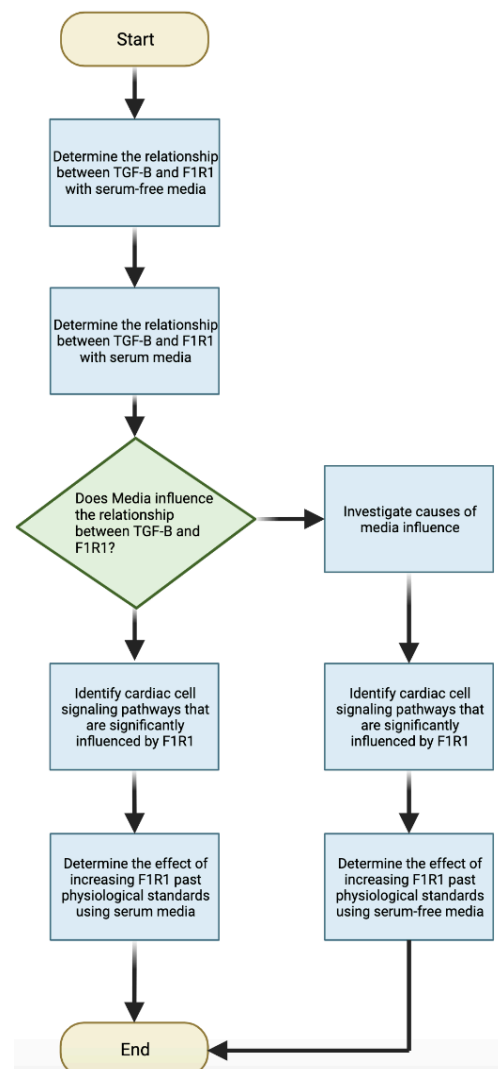 Start
Determine the relationship
between TGF-B and F1R1
with serum-free media
Determine the relationship
between TGF-B and F1R1
with serum media
Does Media influence
the relationship
between TGF-B and
F1R1?
Investigate causes of
media influence
Identify cardiac cell
signaling pathways that
are significantly
influenced by F1R1
Identify cardiac cell
signaling pathways that
are significantly
influenced by F1R1
Determine the effect of
increasing F1R1 past
physiological standards
using serum media
Determine the effect of
increasing F1R1 past
physiological standards
using serum-free media
End